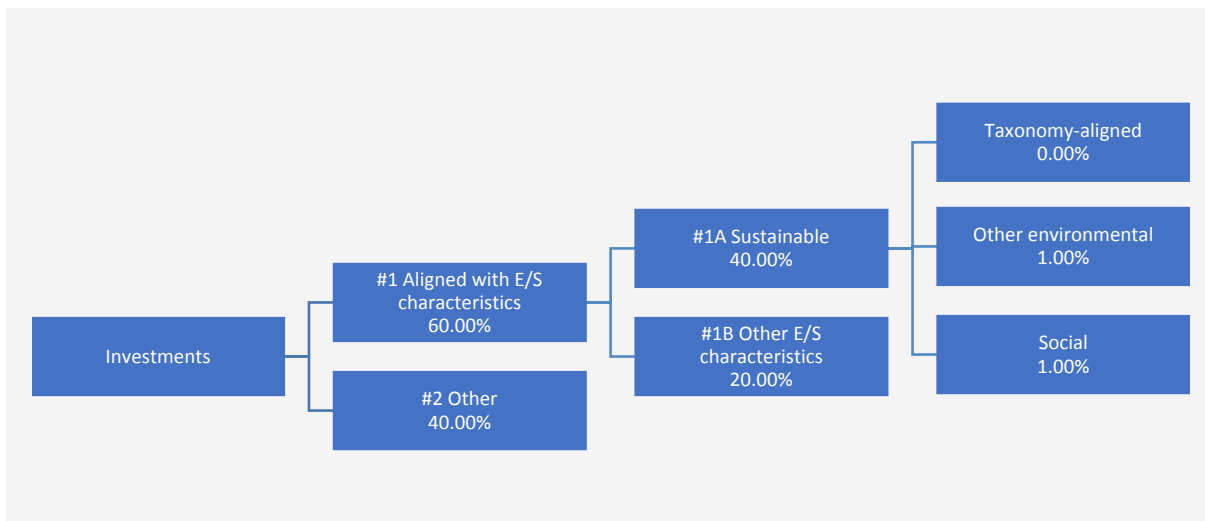 Investments
#1 Aligned with E/S
characteristics
60.00%
#2 Other
40.00%
#1A Sustainable
40.00%
#1B Other E/S
characteristics
20.00%
Taxonomy-aligned
0.00%
Other environmental
1.00%
Social
1.00%